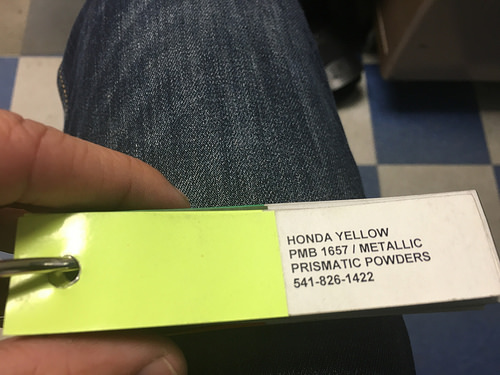 HONDA YELLOW
PMB 1657 / METALLIC
PRISMATIC POWDERS
541-826-1422